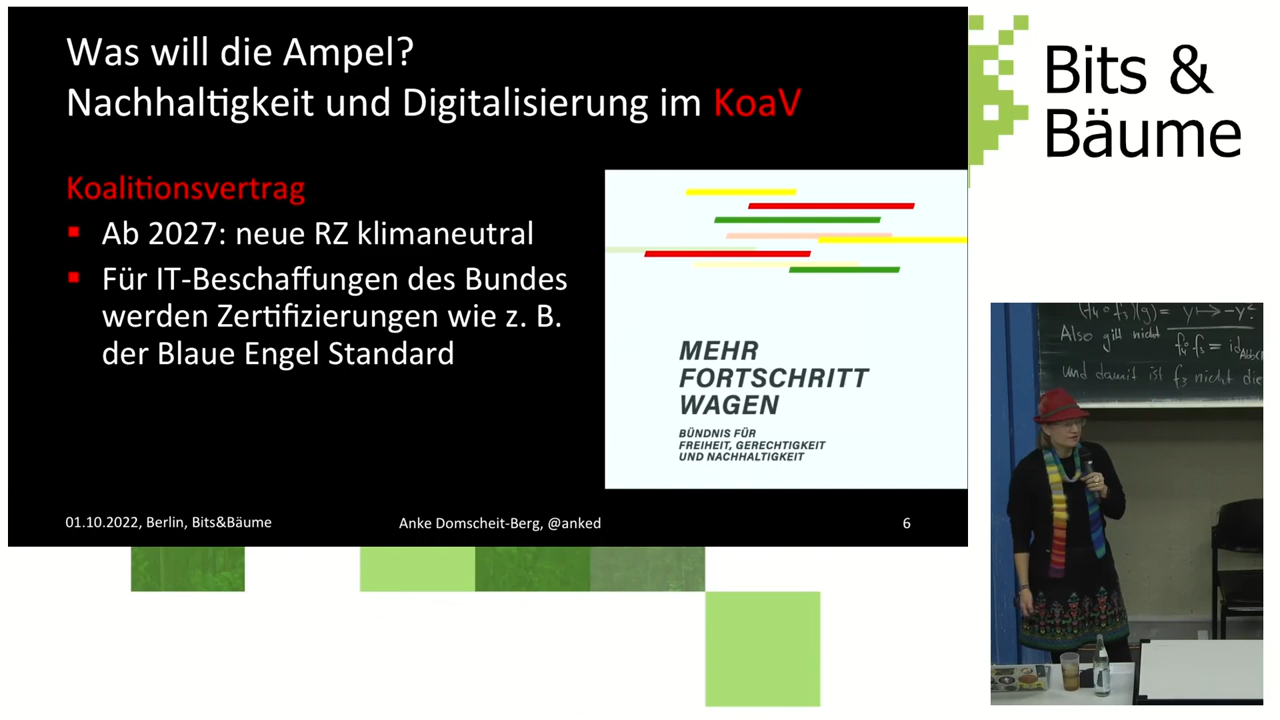 Was will die Ampel?
Nachhaltigkeit und Digitalisierung im KoaV
Koalitionsvertrag
Ab 2027: neue RZ klimaneutral
Für IT-Beschaffungen des Bundes
werden Zertifizierungen wie z. B.
der Blaue Engel Standard
MEHR
FORTSCHRITT
WAGEN
BÜNDNIS FÜR
FREIHEIT, GERECHTIGKEIT
UND NACHHALTIGKEIT
01.10.2022, Berlin, Bits&Bäume
Anke Domscheit-Berg, @anked
6
Bits &
Bäume
Also gilt nicht
und damit ist f₃ nicht die